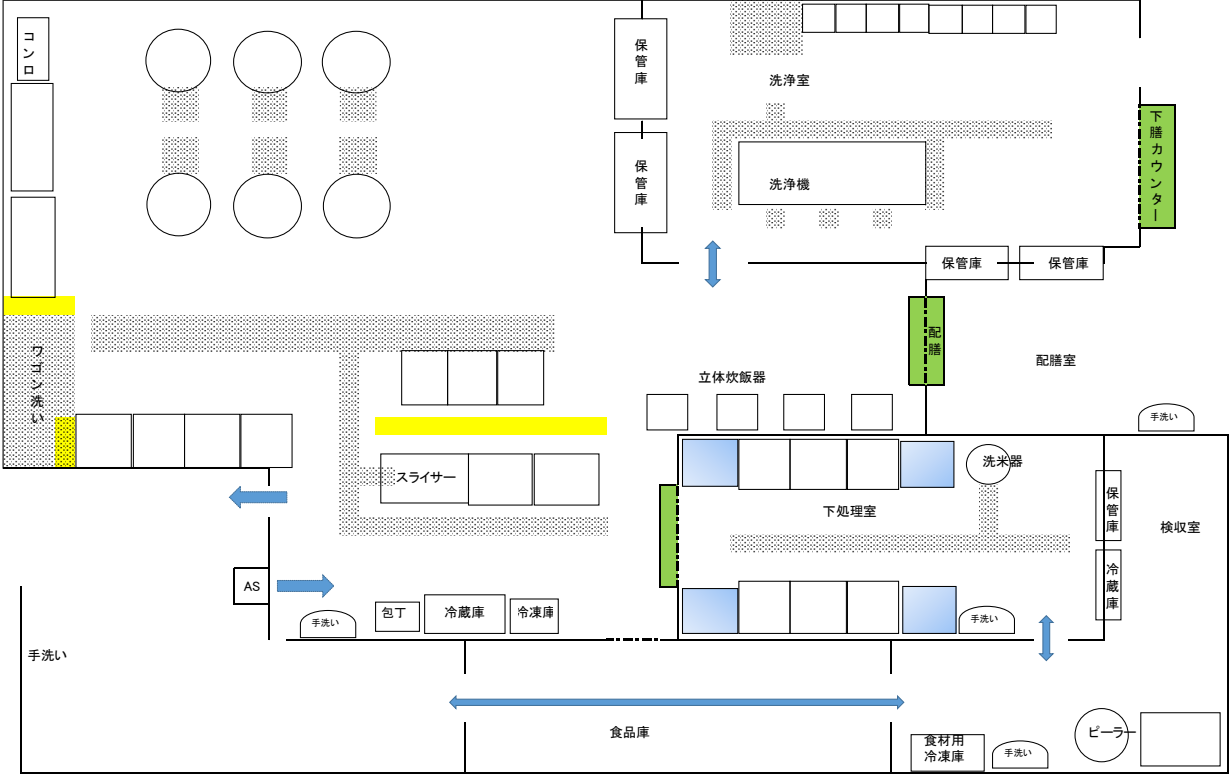 コンロ
保管庫
保管庫
洗浄室
洗浄機
下膳カウンター
保管庫
保管庫
配膳
配膳室
手洗い
立体炊飯器
ワゴン洗い
スライサー
洗米器
下処理室
保管庫
冷蔵庫
検収室
AS
手洗い
包丁
冷蔵庫
冷凍庫
手洗い
手洗い
食品庫
食材用
冷凍庫
手洗い
ピーラー